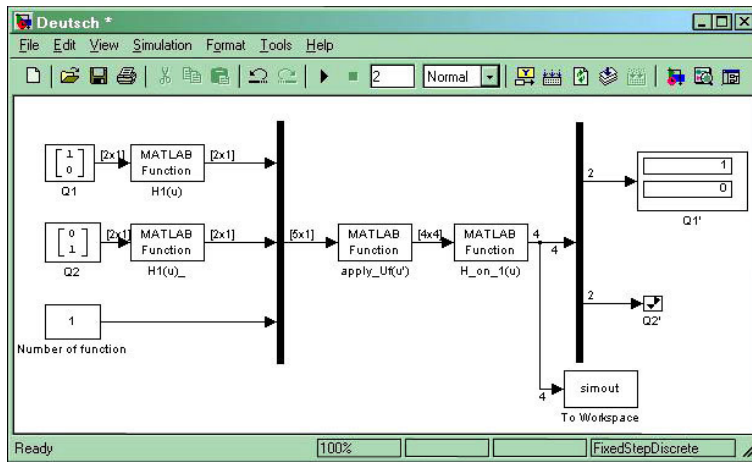 Deutsch *
File Edit View Simulation Format Tools Help
2 Normal
1
0
[2x1]
MATLAB
Function
[2x1]
Q1
H1(u)
1
0
Q1'
2
0
1
[2x1]
MATLAB
Function
[2x1]
Q2
H1(u)_
[5x1]
MATLAB
Function
apply_Uf(u')
[4x4]
MATLAB
Function
H_on_1(u)
4
4
2
Q2'
1
Number of function
4
simout
To Workspace
Ready 100% FixedStepDiscrete